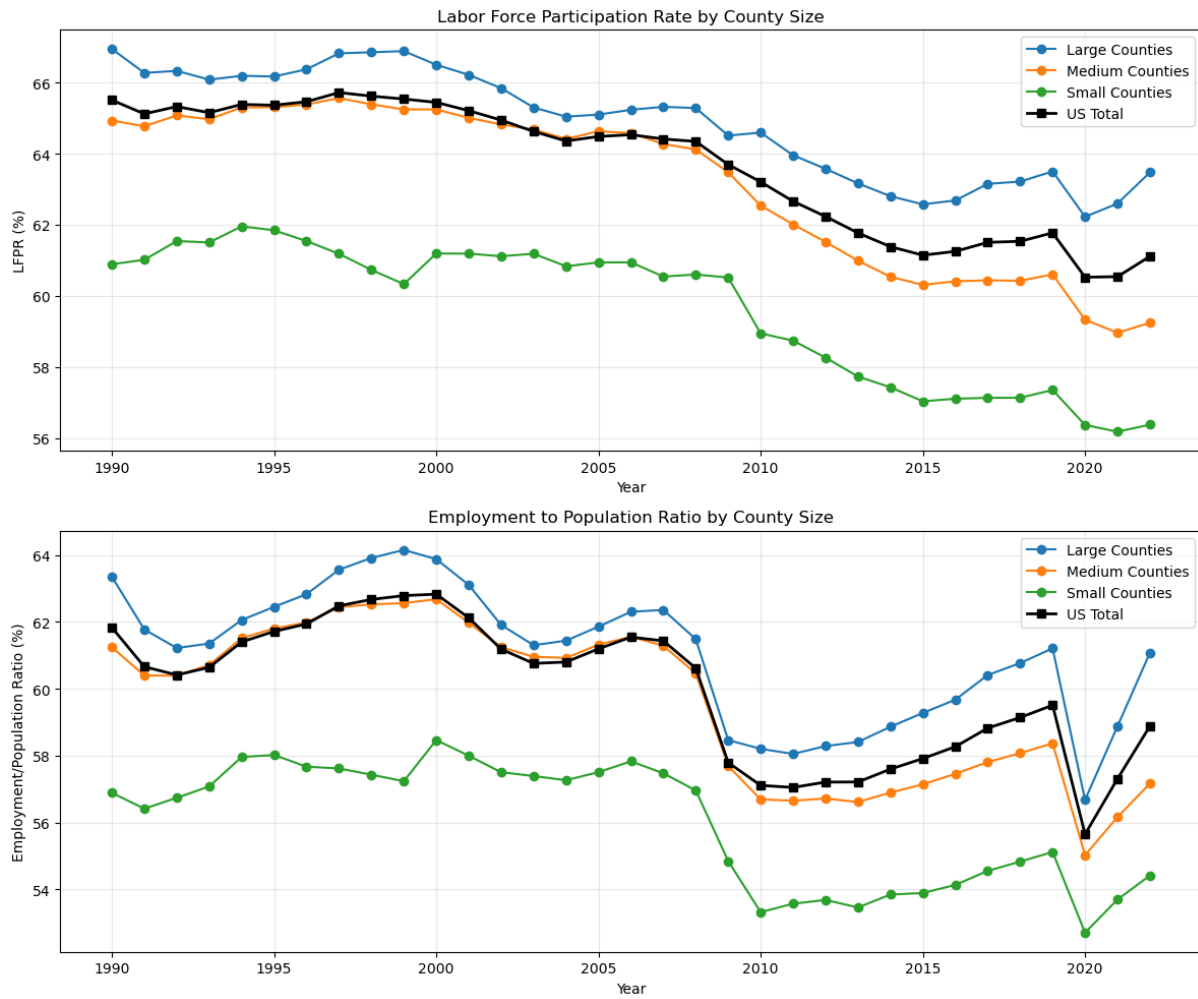 Labor Force Participation Rate by County Size
LFPR (%)
66
64
62
60
58
56
Large Counties
Medium Counties
Small Counties
US Total
1990
1995
2000
2005
2010
2015
2020
Year
Employment to Population Ratio by County Size
Employment/Population Ratio (%)
64
62
60
58
56
54
Large Counties
Medium Counties
Small Counties
US Total
1990
1995
2000
2005
2010
2015
2020
Year